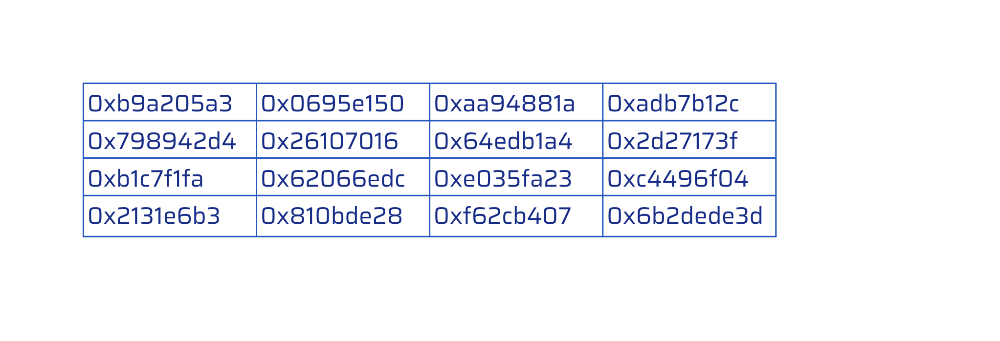 0xb9a205a3 0x0695e150 0xaa94881a 0xadb7b12c
0x798942d4 0x26107016 0x64edb1a4 0x2d27173f
0xb1c7f1fa 0x62066edc 0xe035fa23 0xc4496f04
0x2131e6b3 0x810bde28 0xf62cb407 0x6b2dede3d